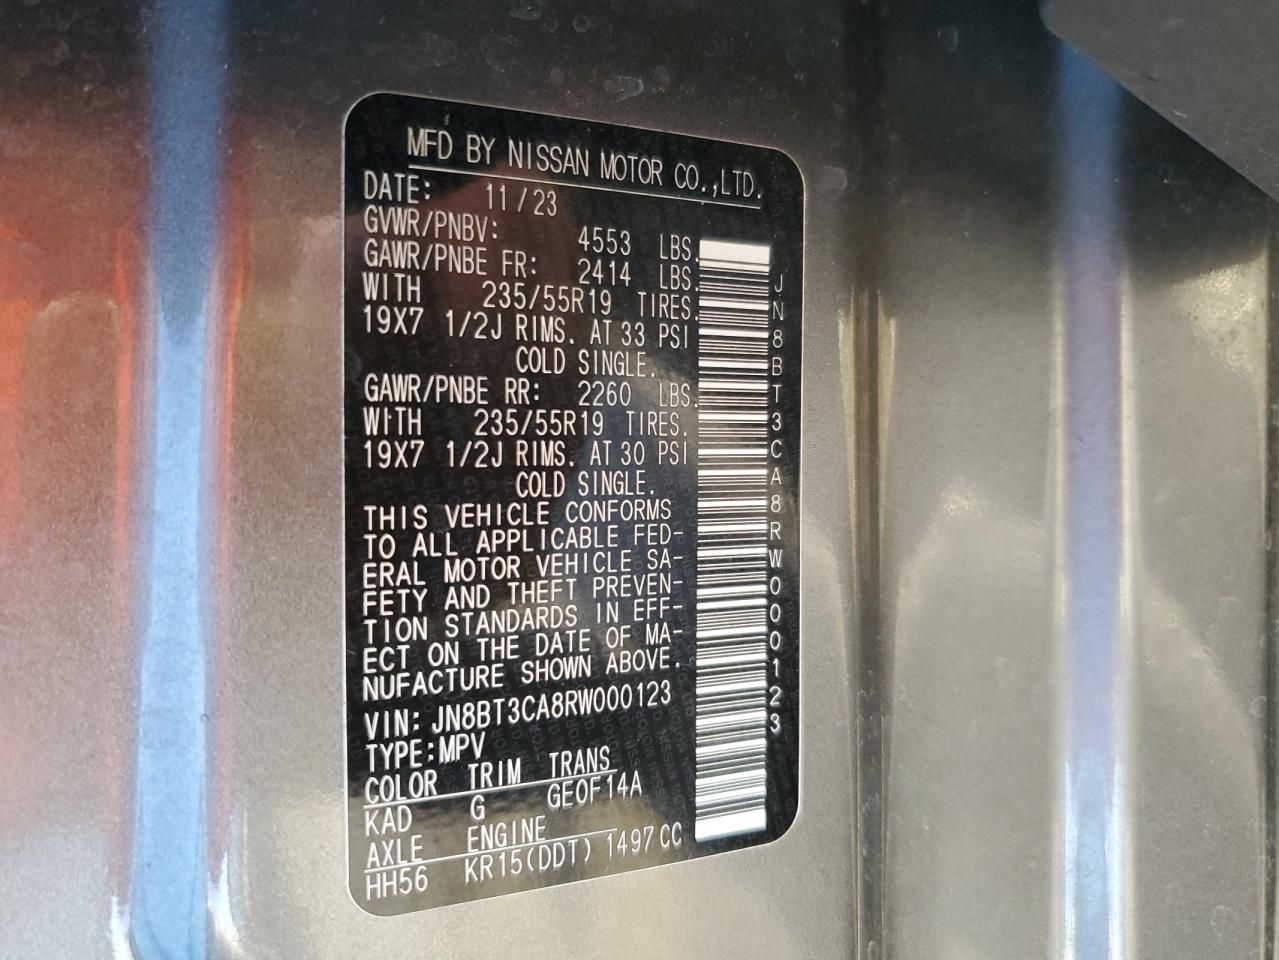 MFD BY NISSAN MOTOR CO.,LTD.
DATE: 11/23
GVWR/PNBV: 4553 LBS.
GAWR/PNBE FR: 2414 LBS.
WITH 235/55R19 TIRES.
19X7 1/2J RIMS. AT 33 PSI
COLD SINGLE.
GAWR/PNBE RR: 2260 LBS.
WITH 235/55R19 TIRES.
19X7 1/2J RIMS. AT 30 PSI
COLD SINGLE.
THIS VEHICLE CONFORMS
TO ALL APPLICABLE FED-
ERAL MOTOR VEHICLE SA-
FETY AND THEFT PREVEN-
TION STANDARDS IN EFF-
ECT ON THE DATE OF MA-
NUFACTURE SHOWN ABOVE.
VIN: JN8BT3CA8RW000123
TYPE:MPV
COLOR TRIM TRANS
KAD G GE0F14A
AXLE ENGINE
HH56 KR15(DDT) 1497CC
JN8BT3CA8RW000123